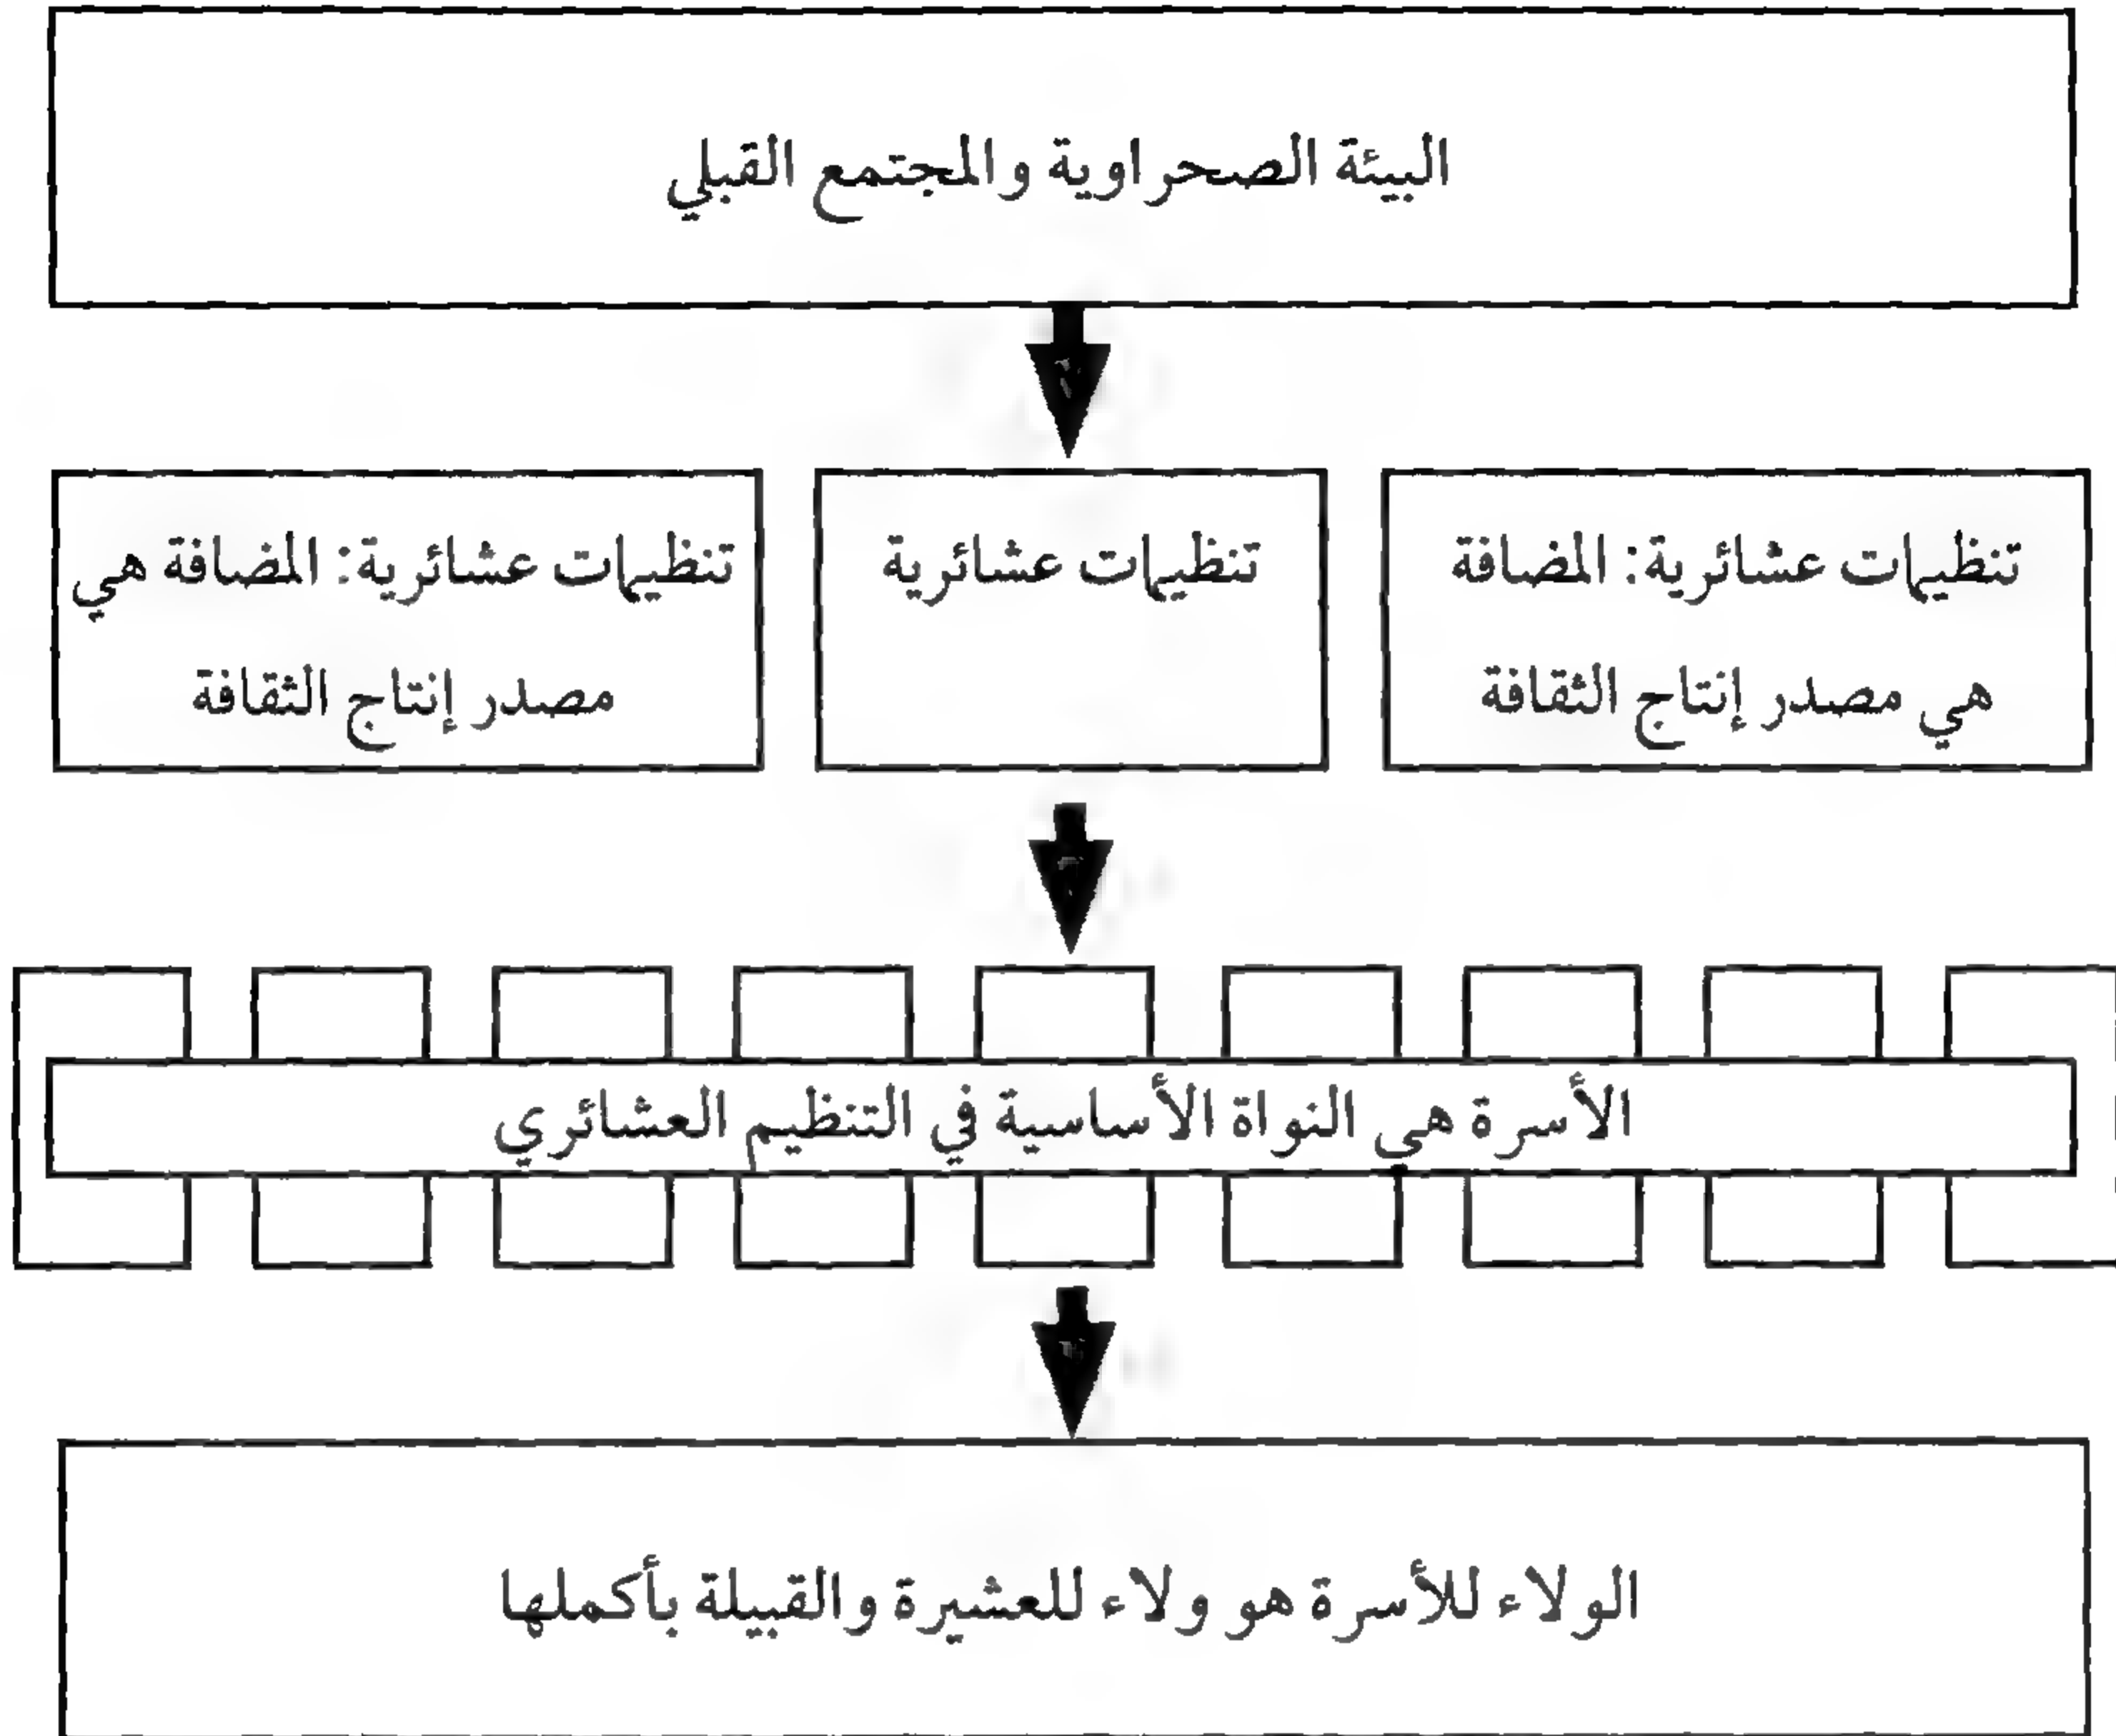 البيئة الصحراوية والمجتمع القبلي
تنظيمات عشائرية: المضافة
هي مصدر إنتاج الثقافة
تنظيمات عشائرية
تنظيمات عشائرية: المضافة هي
مصدر إنتاج الثقافة
الأسرة هي النواة الأساسية في التنظيم العشائري
الولاء للأسرة هو ولاء للعشيرة والقبيلة بأكملها